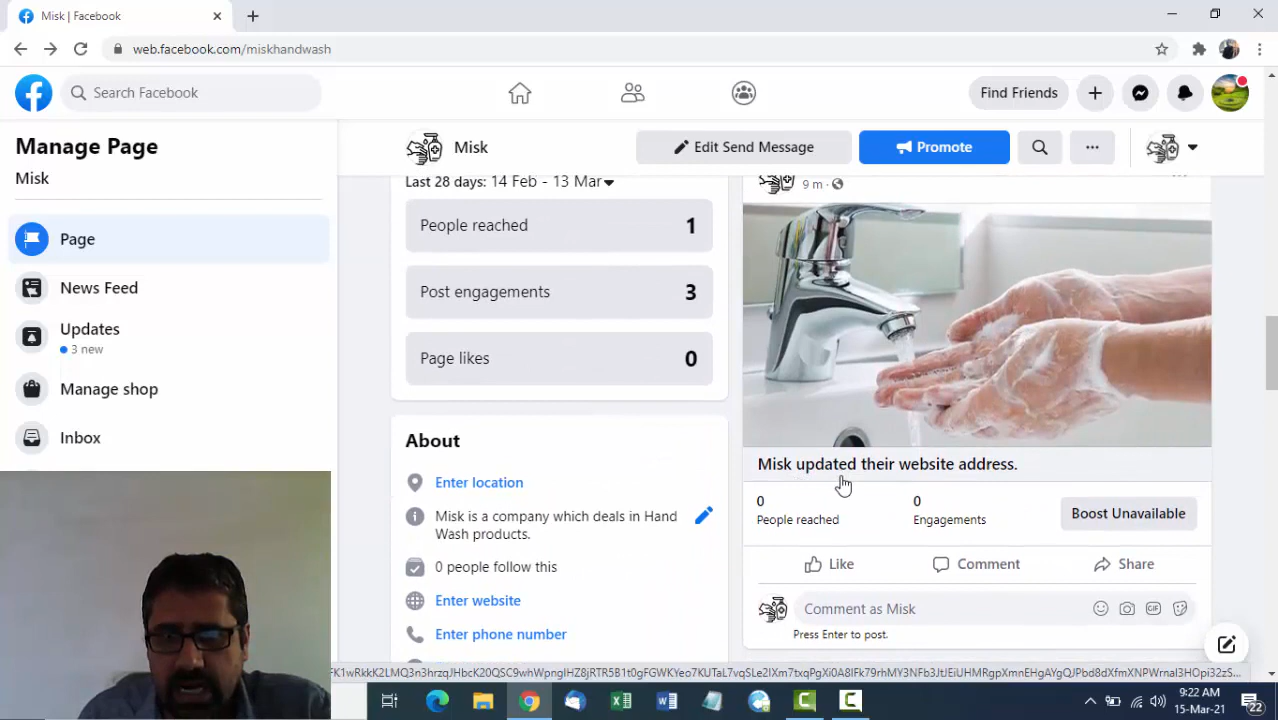 Misk | Facebook
web.facebook.com/miskhandwash
Search Facebook
Find Friends
Manage Page
Misk
Misk
Edit Send Message
Promote
Last 28 days: 14 Feb - 13 Mar
9 m
Page
People reached
1
News Feed
Post engagements
3
Updates
3 new
Page likes
0
Manage shop
Inbox
About
Misk updated their website address.
Enter location
Misk is a company which deals in Hand
Wash products.
0
People reached
0
Engagements
Boost Unavailable
0 people follow this
Like
Comment
Share
Enter website
Comment as Misk
GIF
Enter phone number
Press Enter to post.
9:22 AM
15-Mar-21
22